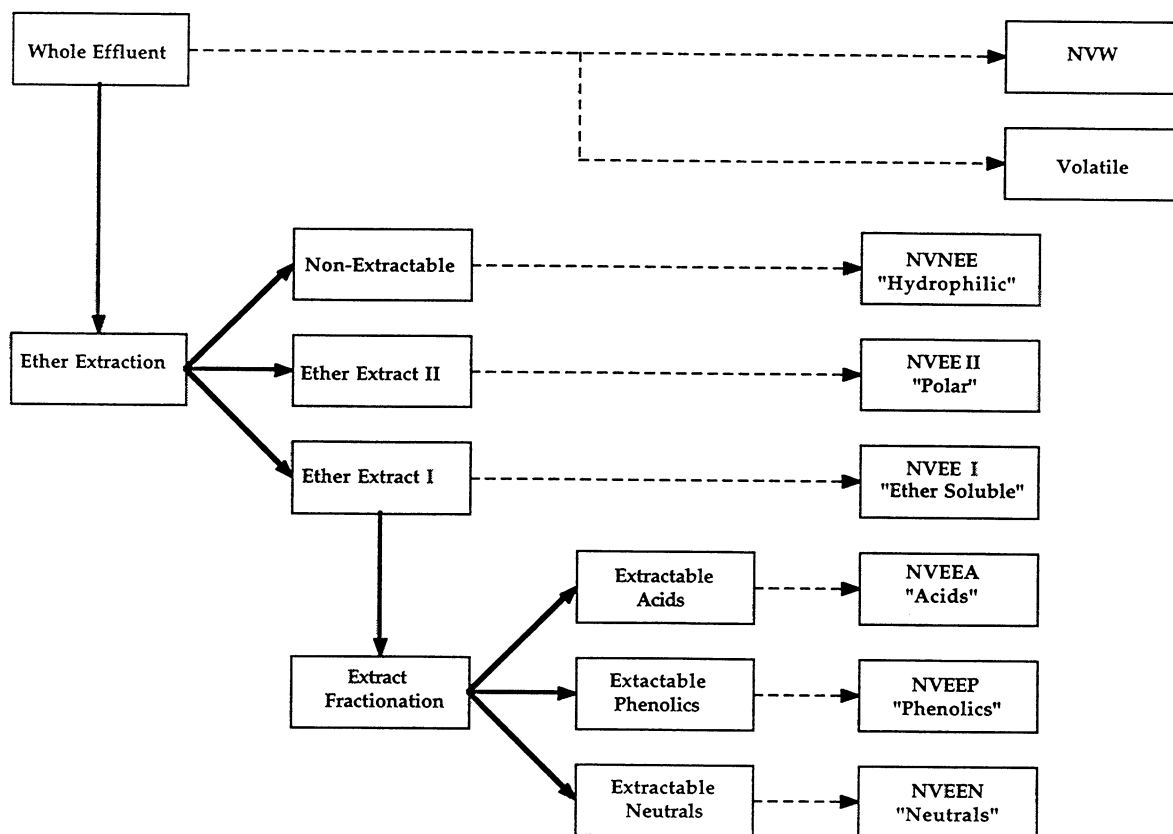 Whole Effluent
NVW
Volatile
Non-Extractable
NVNEE
"Hydrophilic"
Ether Extraction
Ether Extract II
NVEE II
"Polar"
Ether Extract I
NVEE I
"Ether Soluble"
Extractable
Acids
NVEEA
"Acids"
Extract
Fractionation
Extactable
Phenolics
NVEEP
"Phenolics"
Extractable
Neutrals
NVEEN
"Neutrals"